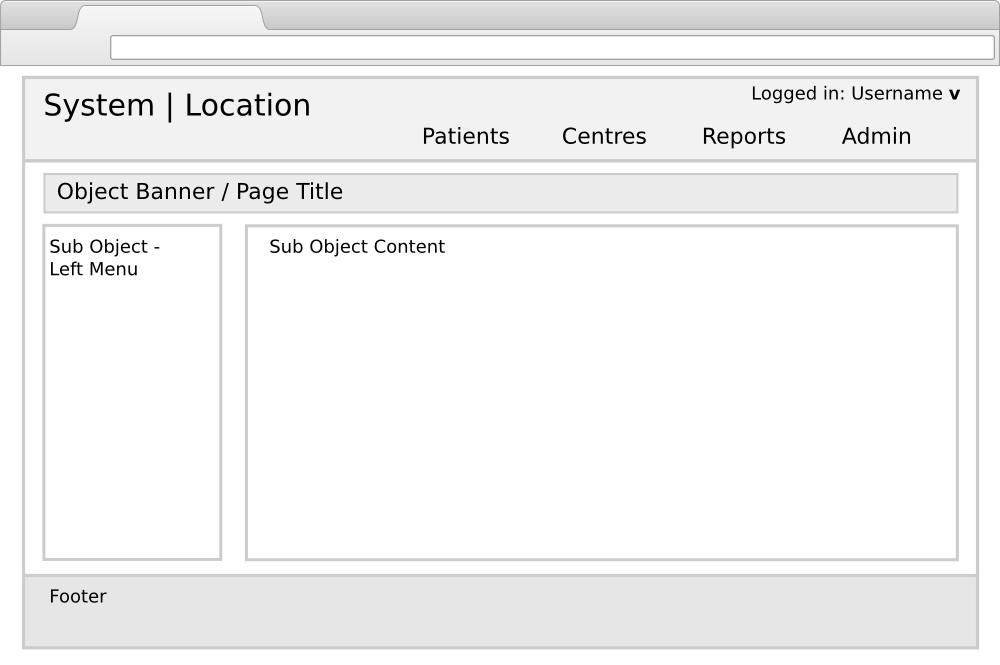 System | Location
Logged in: Username v
Patients Centres Reports Admin
Object Banner / Page Title
Sub Object -
Left Menu
Sub Object Content
Footer